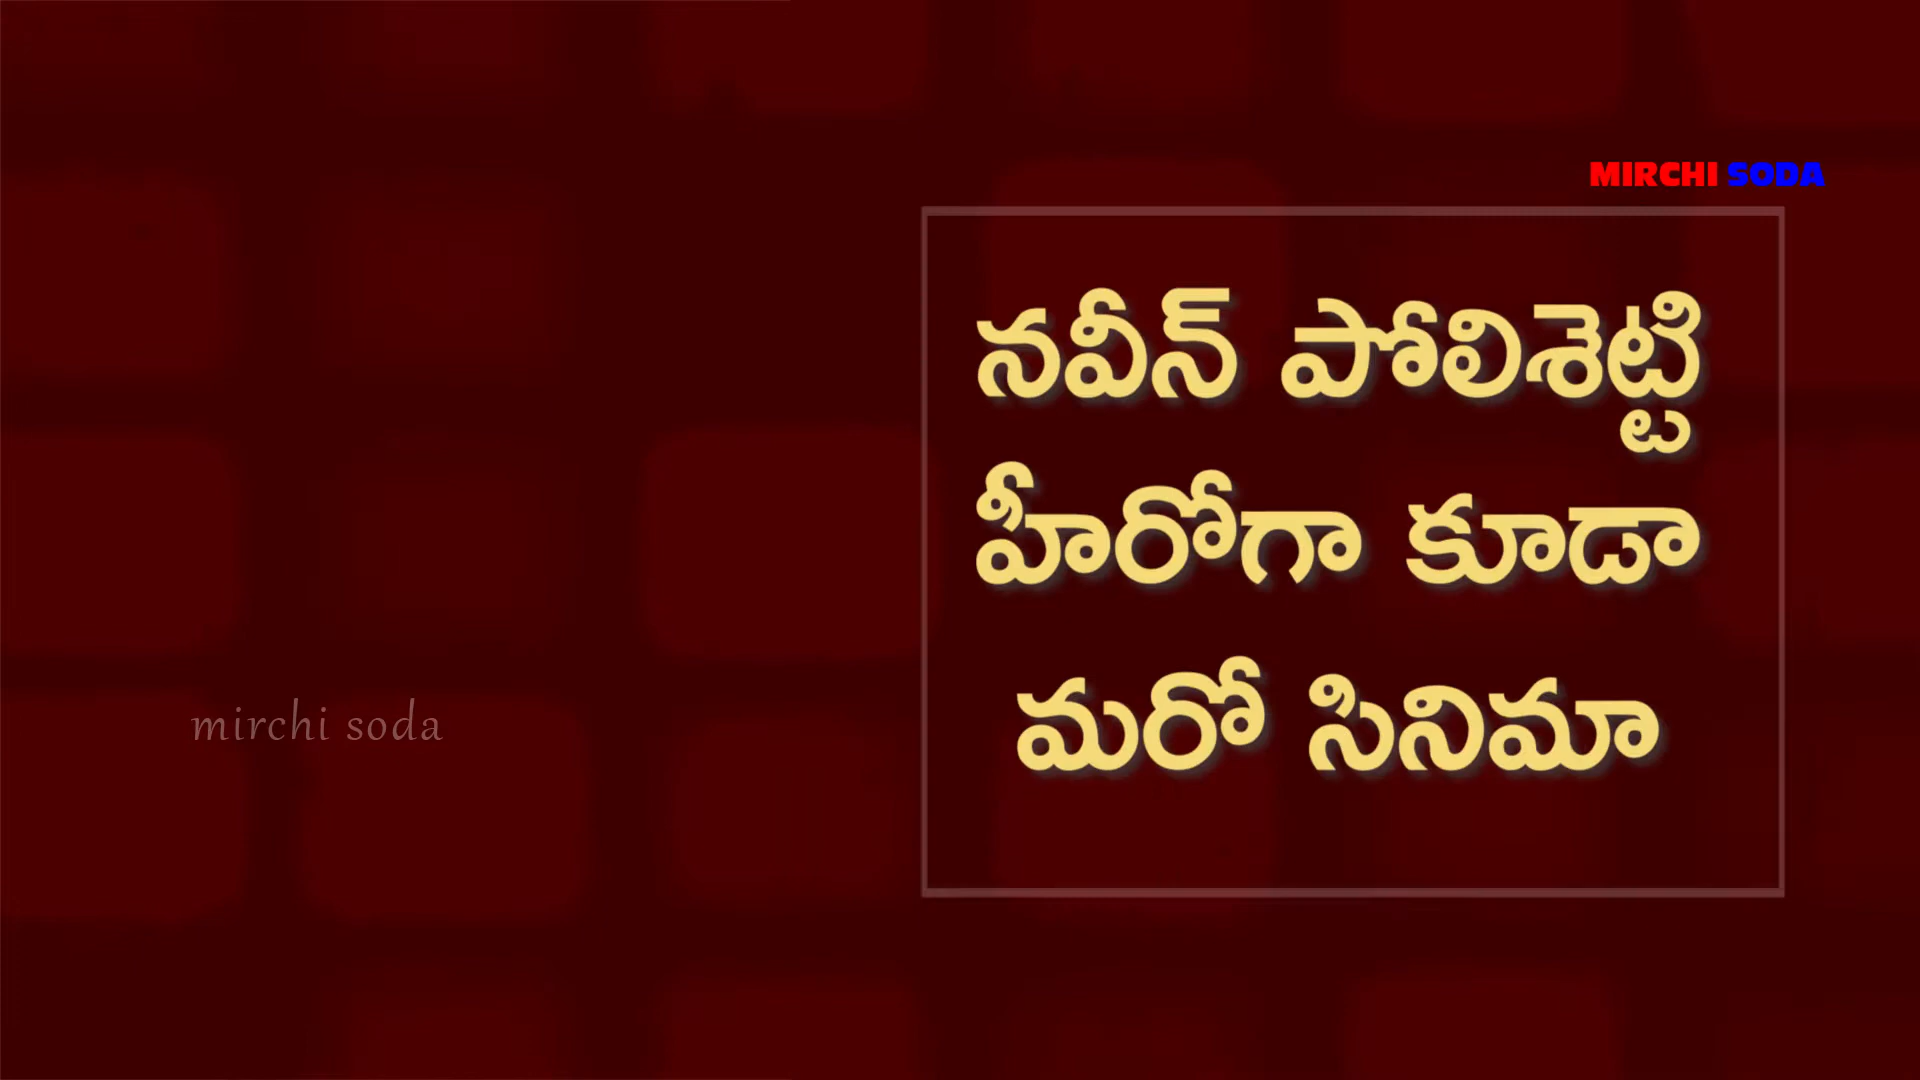 MIRCHI SODA
నవీన్ పోలిశెట్టి
హీరోగా కూడా
మరో సినిమా
mirchi soda